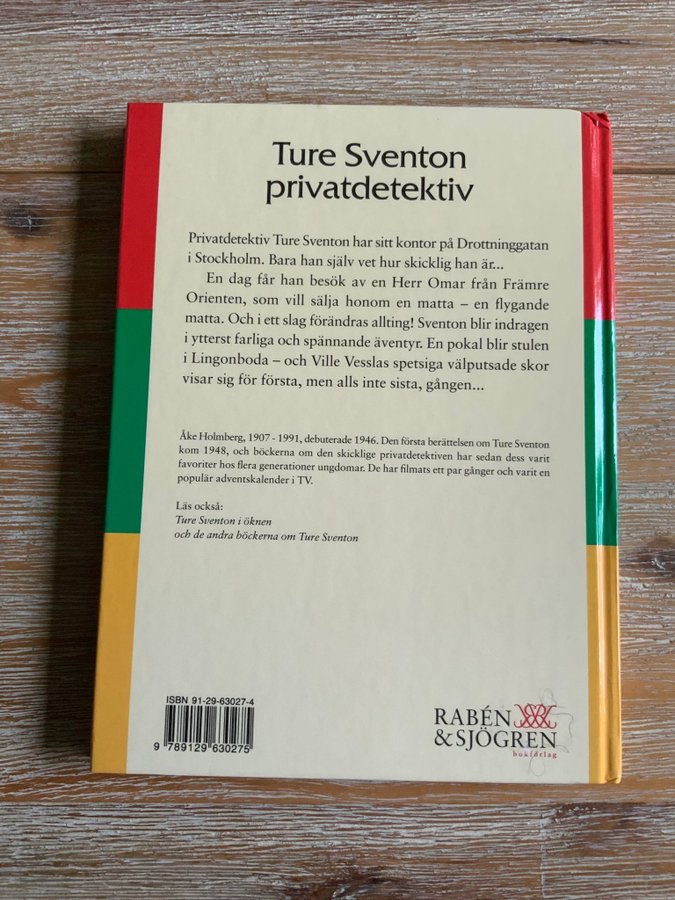 Ture Sventon
privatdetektiv
Privatdetektiv Ture Sventon har sitt kontor på Drottninggatan
i Stockholm. Bara han själv vet hur skicklig han är...
En dag får han besök av en Herr Omar från Främre
Orienten, som vill sälja honom en matta – en flygande
matta. Och i ett slag förändras allting! Sventon blir indragen
i ytterst farliga och spännande äventyr. En pokal blir stulen
i Lingonboda – och Ville Vesslas spetsiga välputsade skor
visar sig för första, men alls inte sista, gången...
Åke Holmberg, 1907 - 1991, debuterade 1946. Den första berättelsen om Ture Sventon
kom 1948, och böckerna om den skicklige privatdetektiven har sedan dess varit
favoriter hos flera generationer ungdomar. De har filmats ett par gånger och varit en
populär adventskalender i TV.
Läs också:
Ture Sventon i öknen
och de andra böckerna om Ture Sventon
ISBN 91-29-63027-4
9 789129 630275
RABÉN
& SJÖGREN
bokförlag